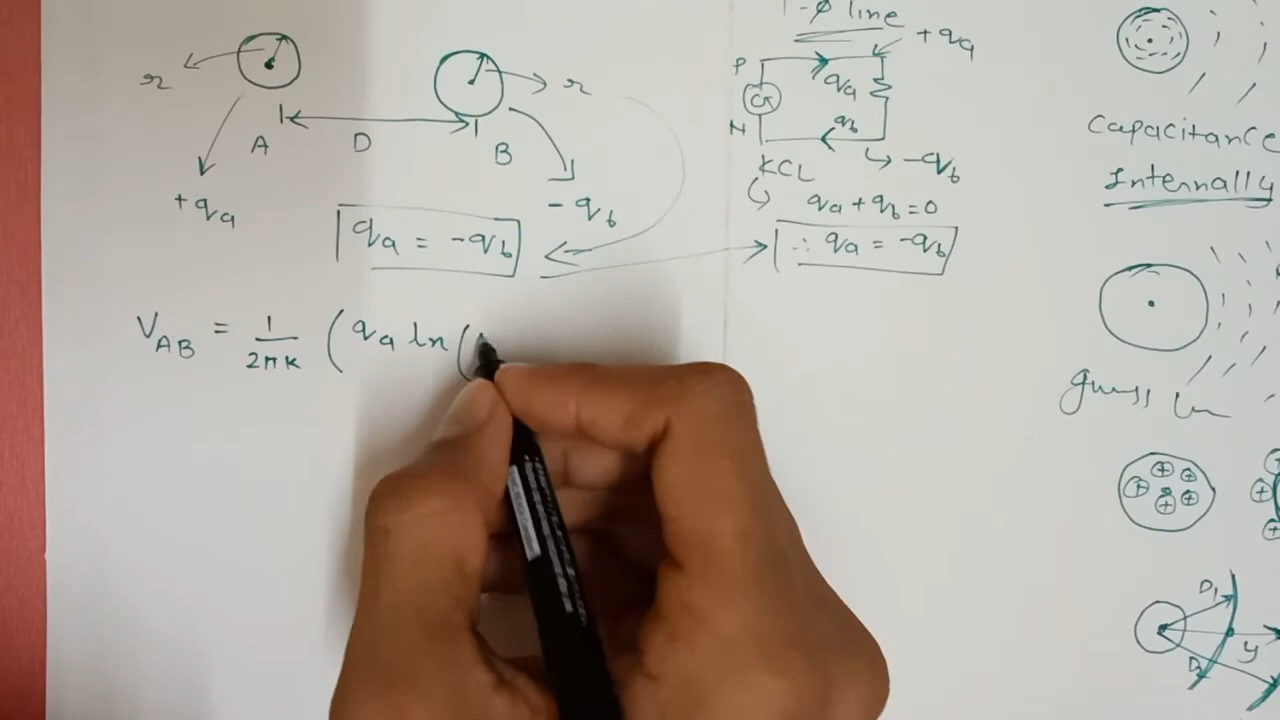 r
r
A
D
B
+qa
-qb
qa = -qb
VAB = 1/2πk (qa ln(
1-φ line
+qa
P
qa
G
N
qb
-qb
KCL
qa + qb = 0
∴ qa = -qb
Capacitance
Internally
+ + + + +
+
+
+
D1
y